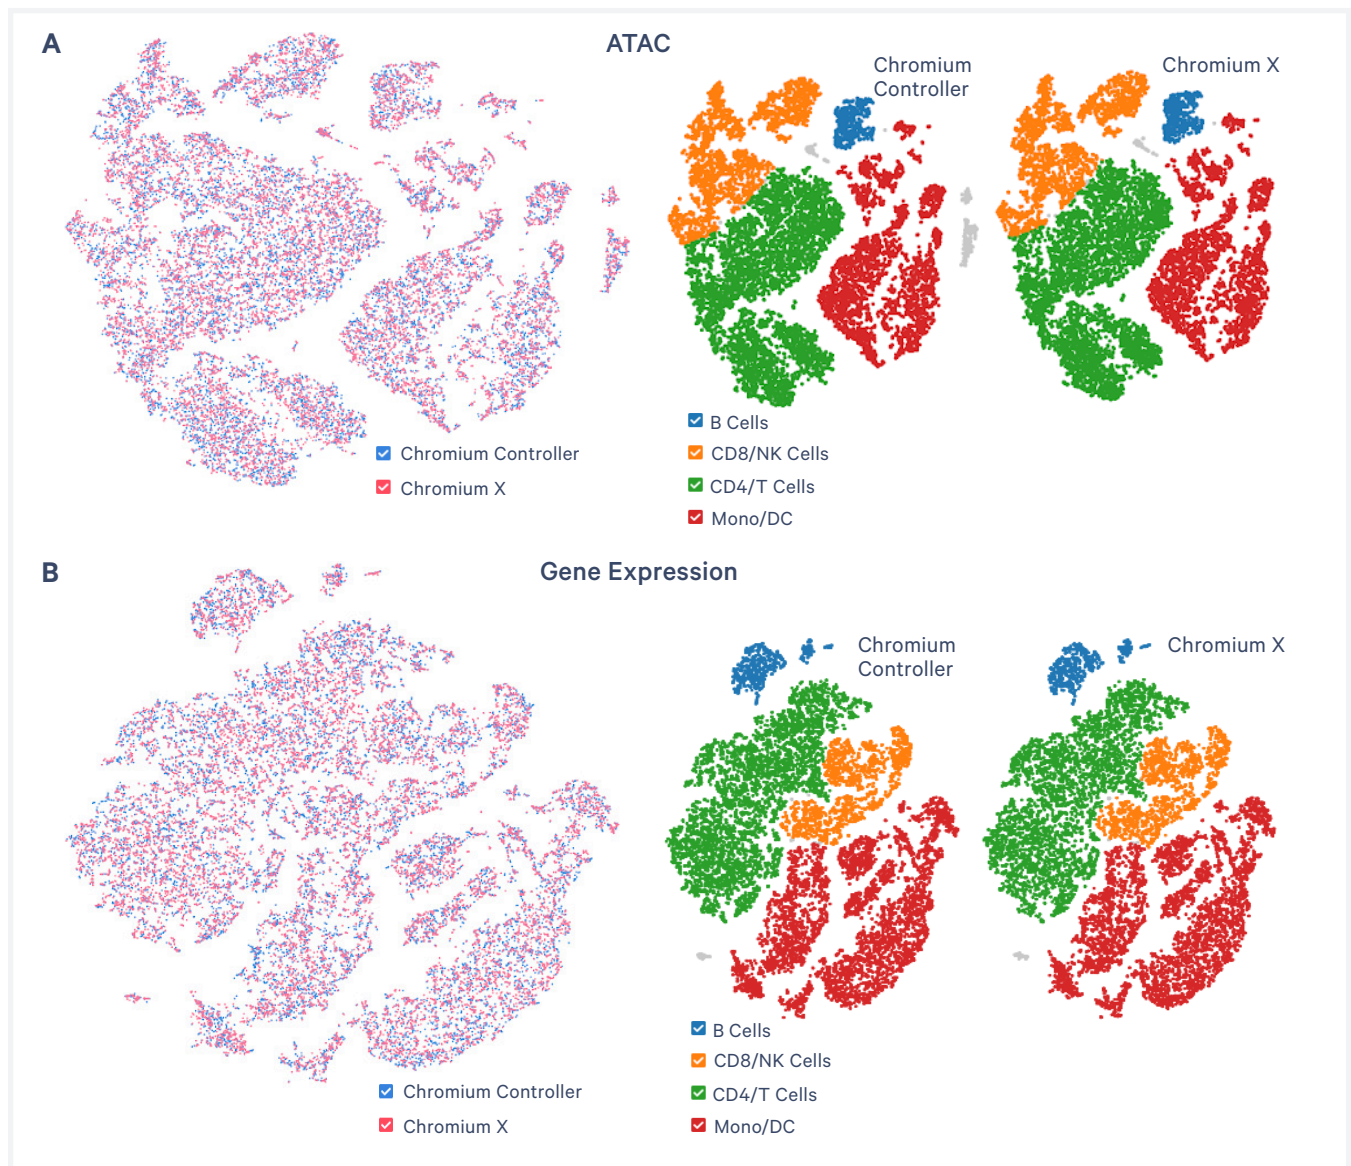 A
ATAC
Chromium
Controller
Chromium X
Chromium Controller
Chromium X
B Cells
CD8/NK Cells
CD4/T Cells
Mono/DC
B
Gene Expression
Chromium
Controller
Chromium X
Chromium Controller
Chromium X
B Cells
CD8/NK Cells
CD4/T Cells
Mono/DC